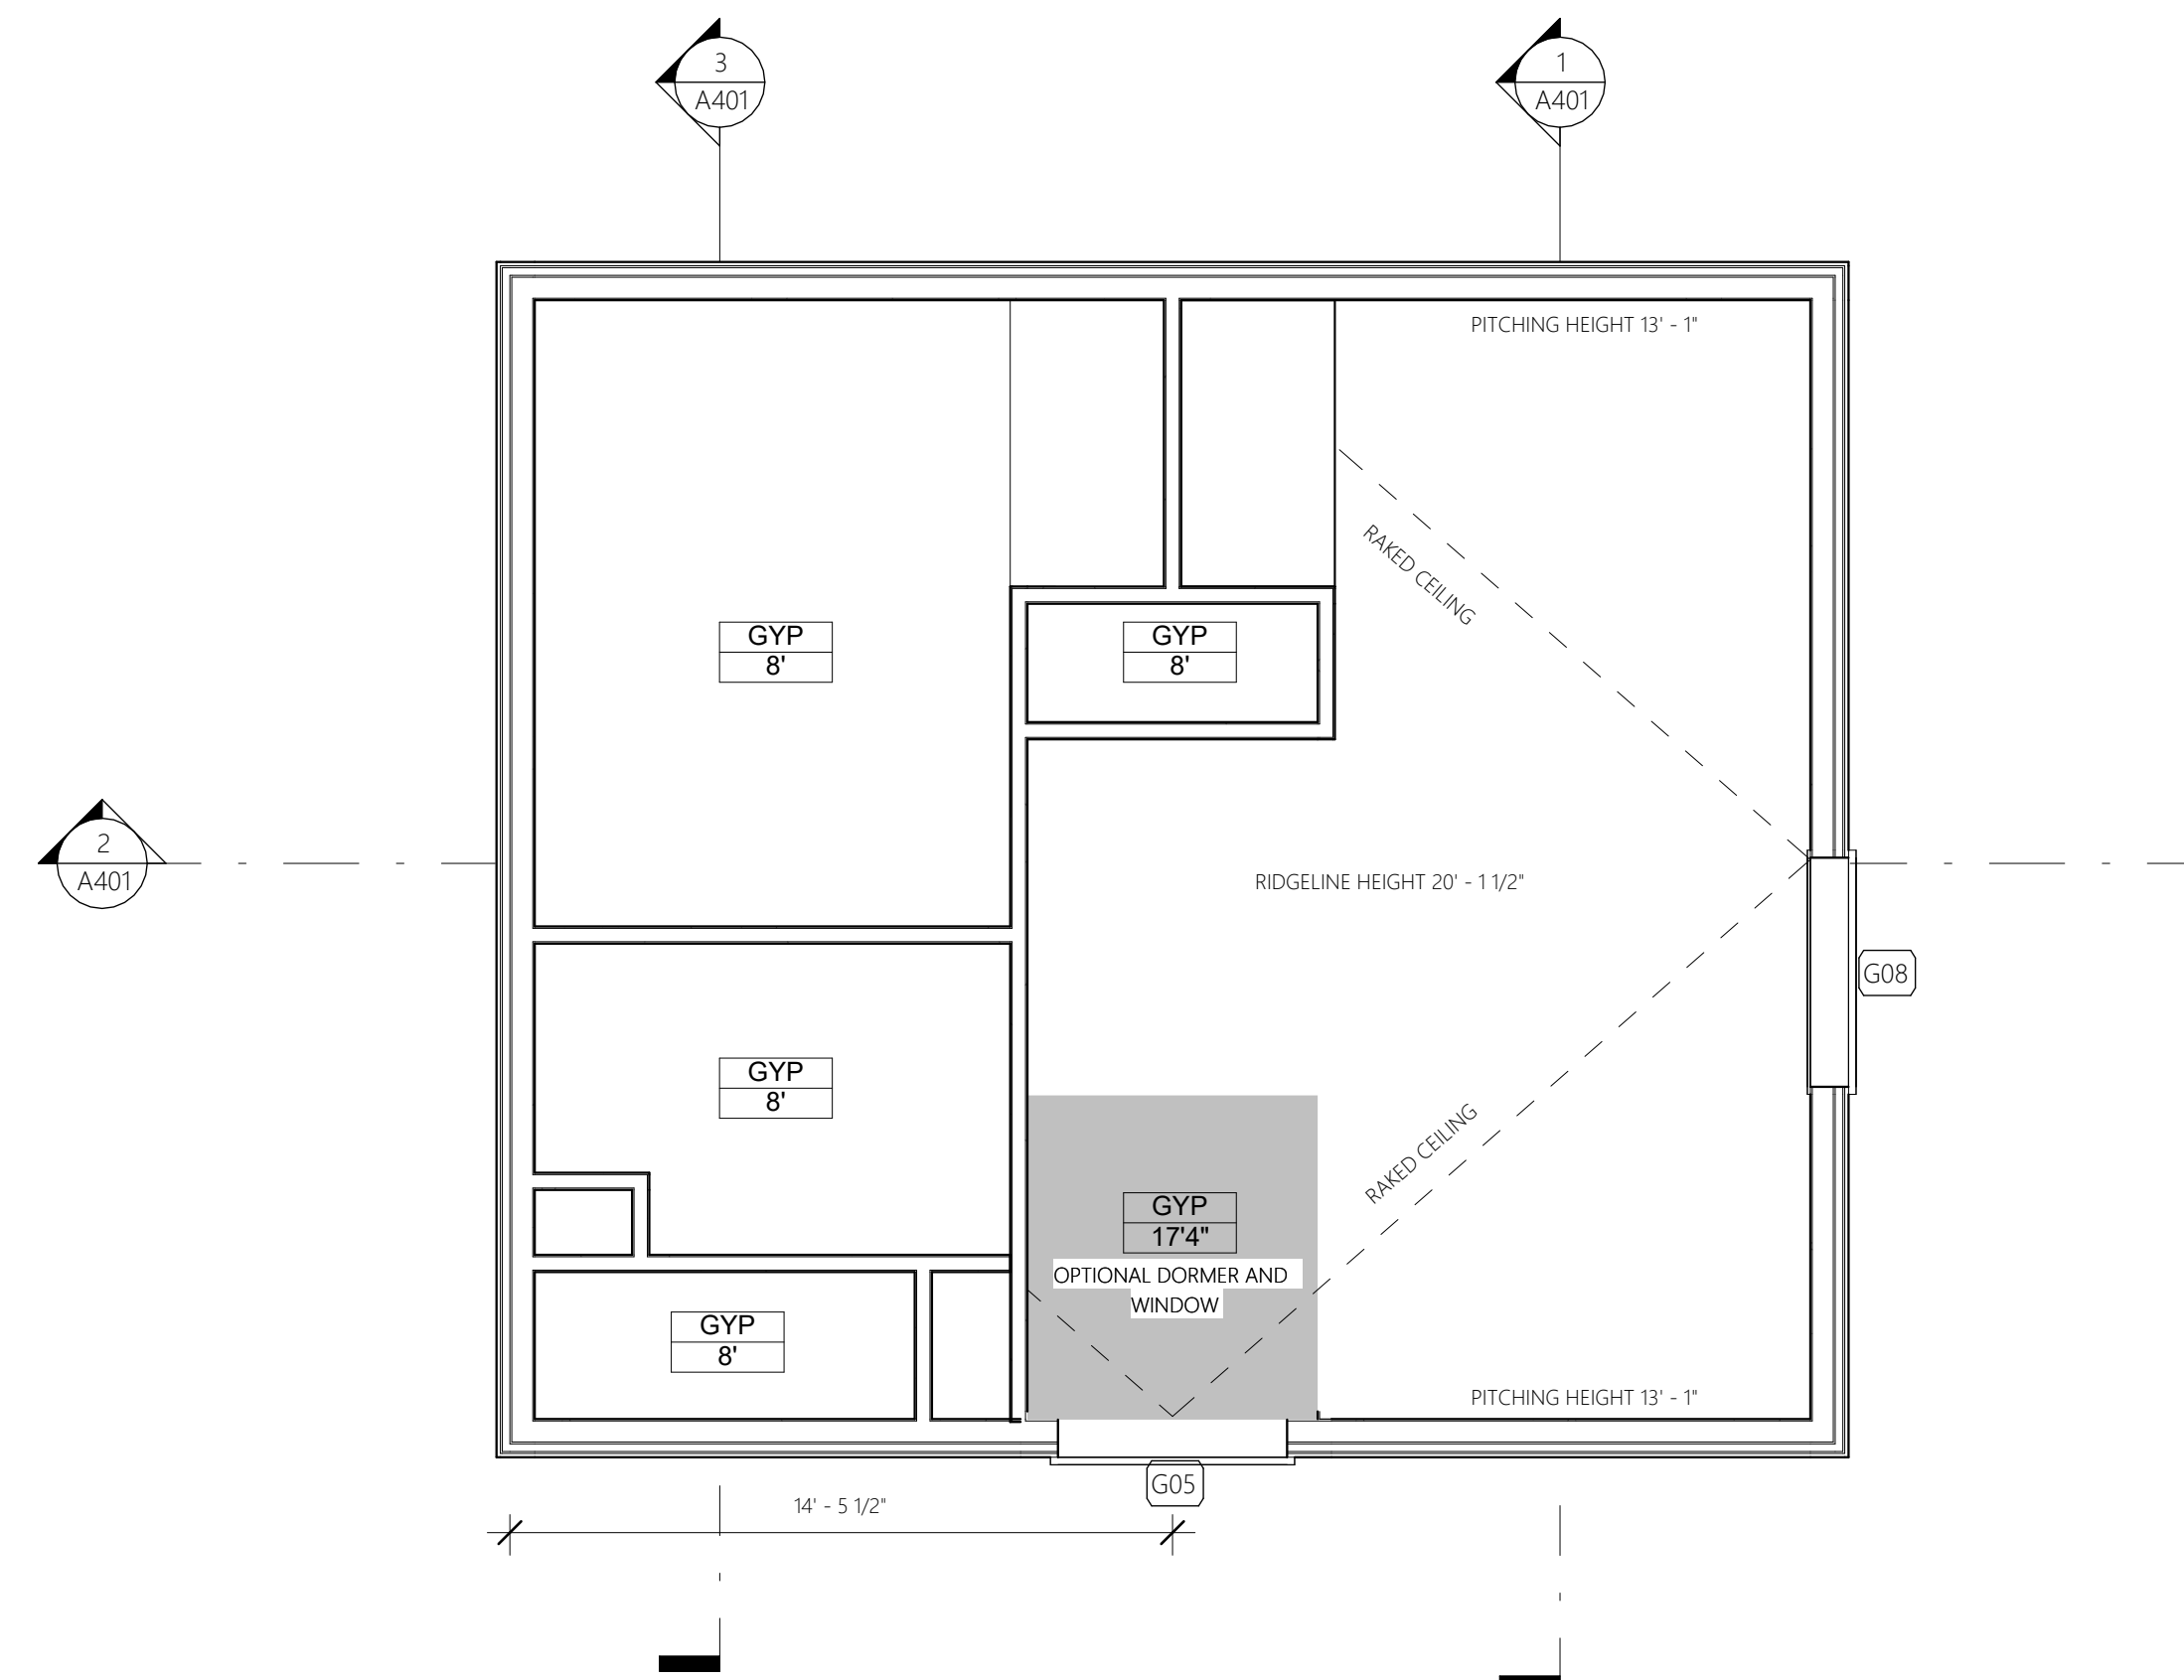 3
A401
1
A401
PITCHING HEIGHT 13' - 1"
RAKED CEILING
GYP
8'
GYP
8'
2
A401
RIDGELINE HEIGHT 20' - 1 1/2"
G08
GYP
8'
RAKED CEILING
GYP
17'4"
OPTIONAL DORMER AND
WINDOW
GYP
8'
PITCHING HEIGHT 13' - 1"
G05
14' - 5 1/2"